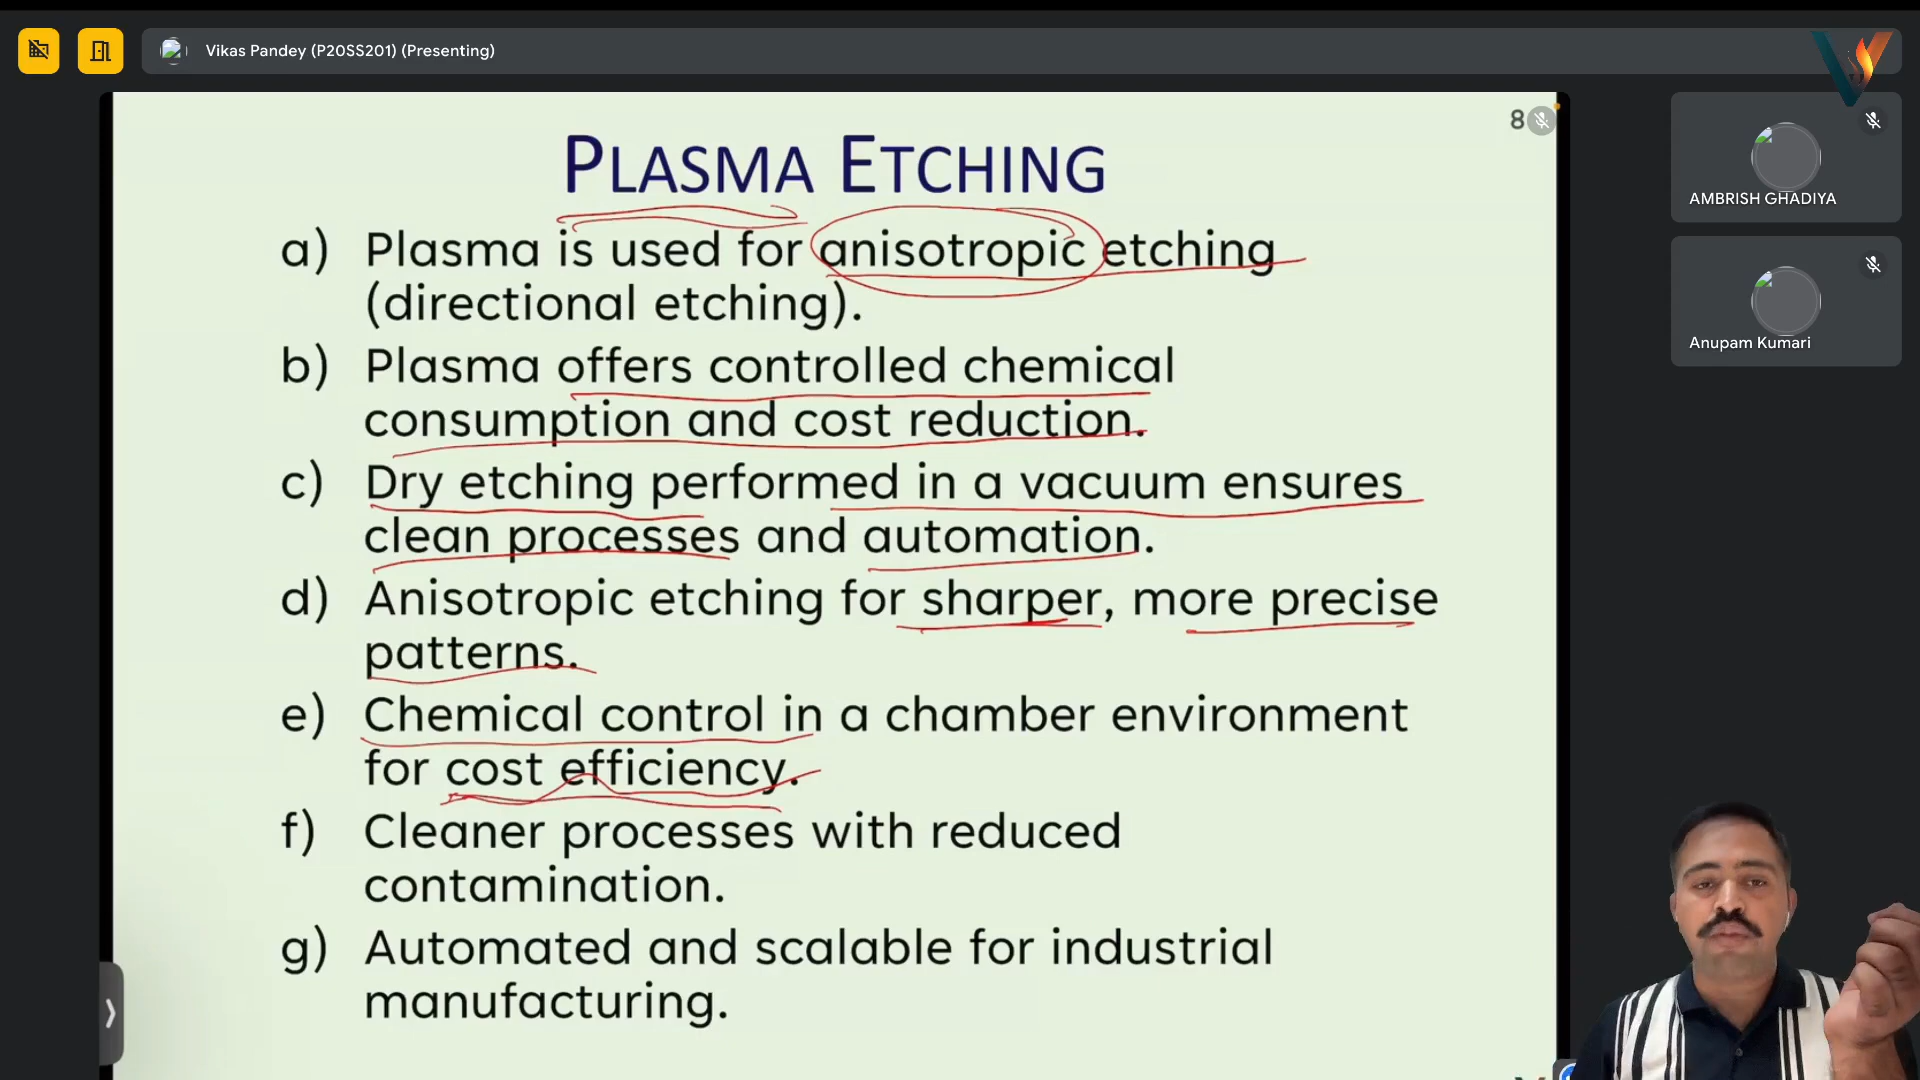 Vikas Pandey (P20SS201) (Presenting)
8
PLASMA ETCHING
a) Plasma is used for anisotropic etching
(directional etching).
b) Plasma offers controlled chemical
consumption and cost reduction.
c) Dry etching performed in a vacuum ensures
clean processes and automation.
d) Anisotropic etching for sharper, more precise
patterns.
e) Chemical control in a chamber environment
for cost efficiency.
f) Cleaner processes with reduced
contamination.
g) Automated and scalable for industrial
manufacturing.
AMBRISH GHADIYA
Anupam Kumari